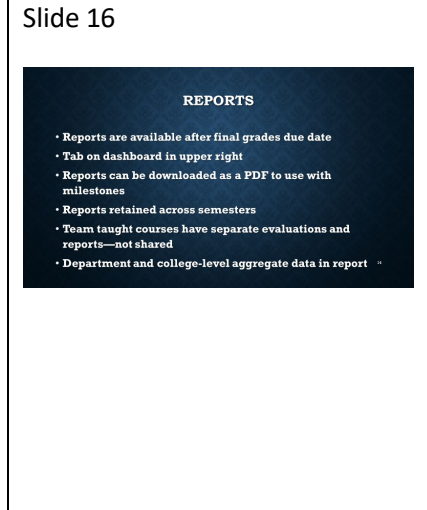 Slide 16
REPORTS
• Reports are available after final grades due date
• Tab on dashboard in upper right
• Reports can be downloaded as a PDF to use with
milestones
• Reports retained across semesters
• Team taught courses have separate evaluations and
reports—not shared
• Department and college-level aggregate data in report